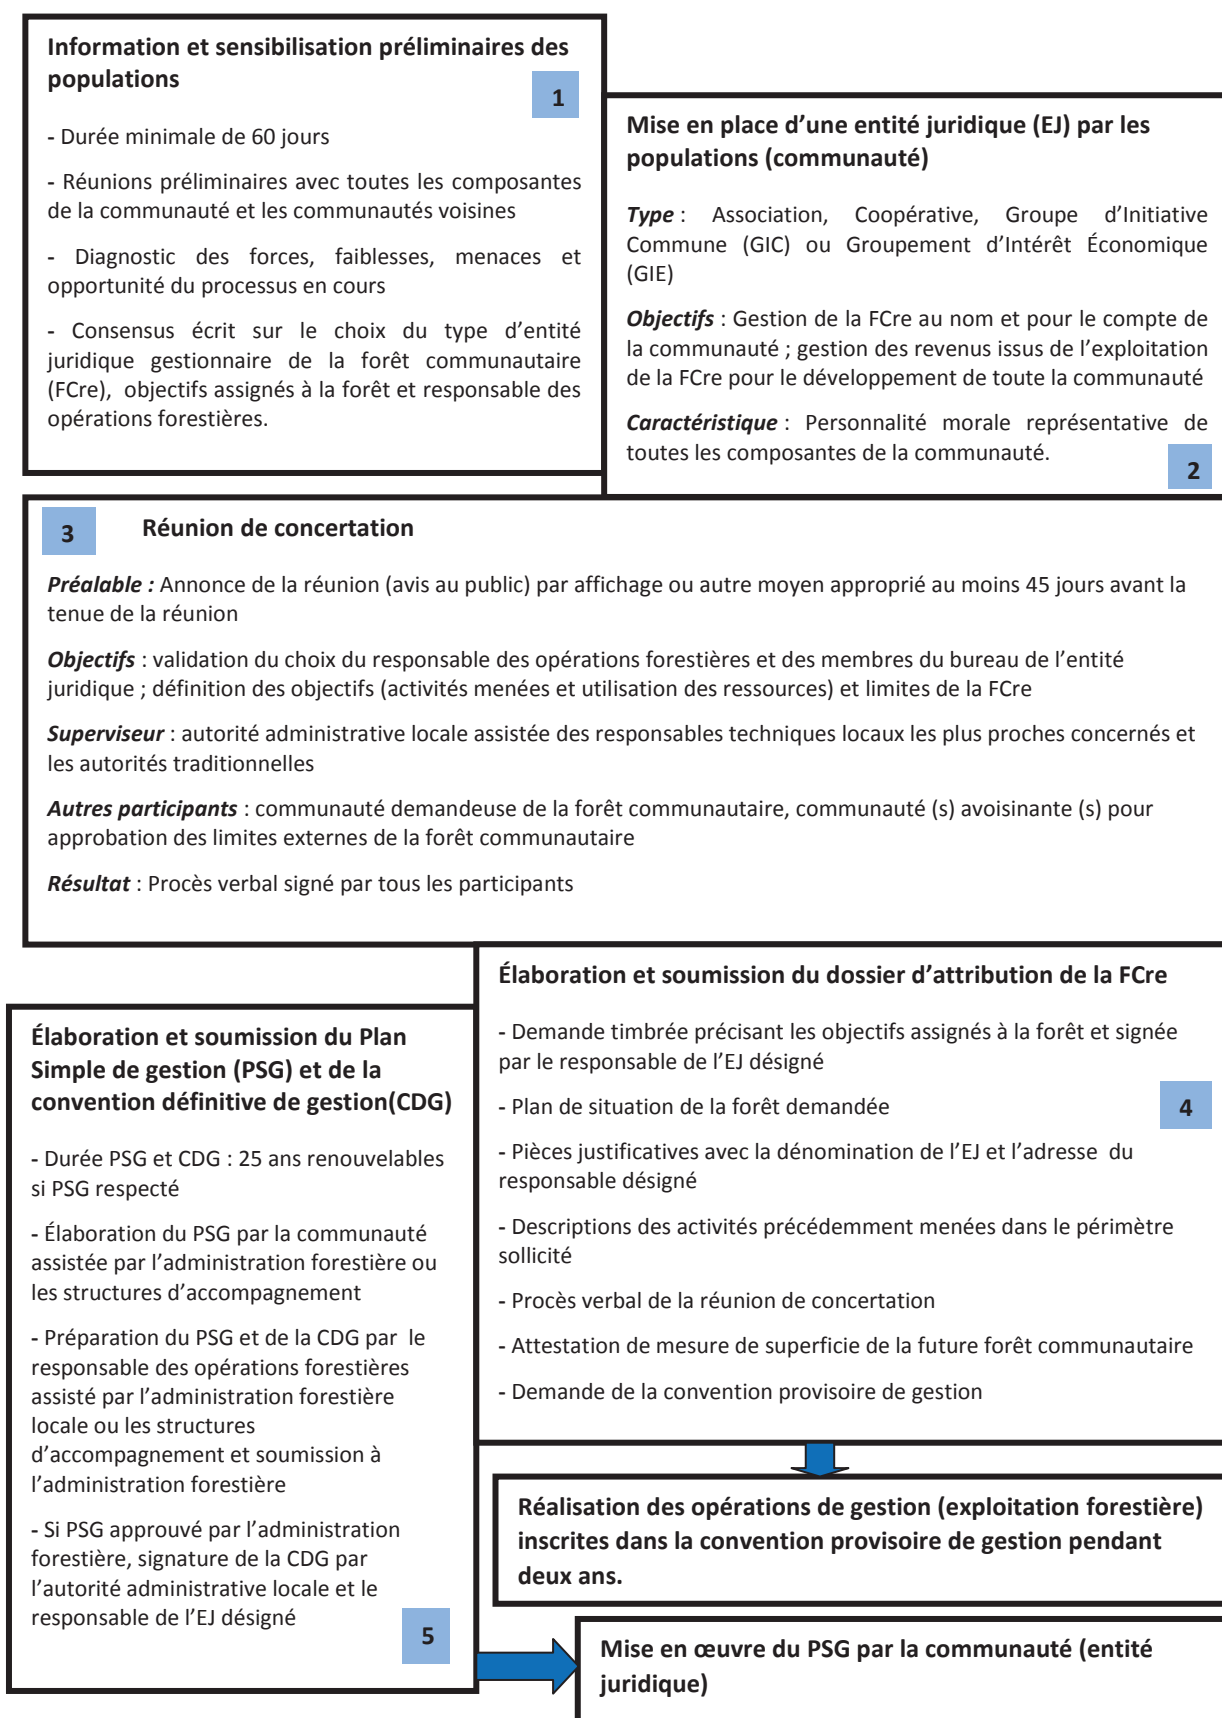 Information et sensibilisation préliminaires des
populations
1
- Durée minimale de 60 jours
- Réunions préliminaires avec toutes les composantes
de la communauté et les communautés voisines
- Diagnostic des forces, faiblesses, menaces et
opportunité du processus en cours
- Consensus écrit sur le choix du type d’entité
juridique gestionnaire de la forêt communautaire
(FCre), objectifs assignés à la forêt et responsable des
opérations forestières.
Mise en place d’une entité juridique (EJ) par les
populations (communauté)
Type : Association, Coopérative, Groupe d’Initiative
Commune (GIC) ou Groupement d’Intérêt Économique
(GIE)
Objectifs : Gestion de la FCre au nom et pour le compte de
la communauté ; gestion des revenus issus de l’exploitation
de la FCre pour le développement de toute la communauté
Caractéristique : Personnalité morale représentative de
toutes les composantes de la communauté.
2
3 Réunion de concertation
Préalable : Annonce de la réunion (avis au public) par affichage ou autre moyen approprié au moins 45 jours avant la
tenue de la réunion
Objectifs : validation du choix du responsable des opérations forestières et des membres du bureau de l’entité
juridique ; définition des objectifs (activités menées et utilisation des ressources) et limites de la FCre
Superviseur : autorité administrative locale assistée des responsables techniques locaux les plus proches concernés et
les autorités traditionnelles
Autres participants : communauté demandeuse de la forêt communautaire, communauté (s) avoisinante (s) pour
approbation des limites externes de la forêt communautaire
Résultat : Procès verbal signé par tous les participants
Élaboration et soumission du dossier d’attribution de la FCre
- Demande timbrée précisant les objectifs assignés à la forêt et signée
par le responsable de l’EJ désigné
- Plan de situation de la forêt demandée
4
- Pièces justificatives avec la dénomination de l’EJ et l’adresse du
responsable désigné
- Descriptions des activités précédemment menées dans le périmètre
sollicité
- Procès verbal de la réunion de concertation
- Attestation de mesure de superficie de la future forêt communautaire
- Demande de la convention provisoire de gestion
Réalisation des opérations de gestion (exploitation forestière)
inscrites dans la convention provisoire de gestion pendant
deux ans.
Élaboration et soumission du Plan
Simple de gestion (PSG) et de la
convention définitive de gestion(CDG)
- Durée PSG et CDG : 25 ans renouvelables
si PSG respecté
- Élaboration du PSG par la communauté
assistée par l’administration forestière ou
les structures d’accompagnement
- Préparation du PSG et de la CDG par le
responsable des opérations forestières
assisté par l’administration forestière
locale ou les structures
d’accompagnement et soumission à
l’administration forestière
- Si PSG approuvé par l’administration
forestière, signature de la CDG par
l’autorité administrative locale et le
responsable de l’EJ désigné
5
Mise en œuvre du PSG par la communauté (entité
juridique)